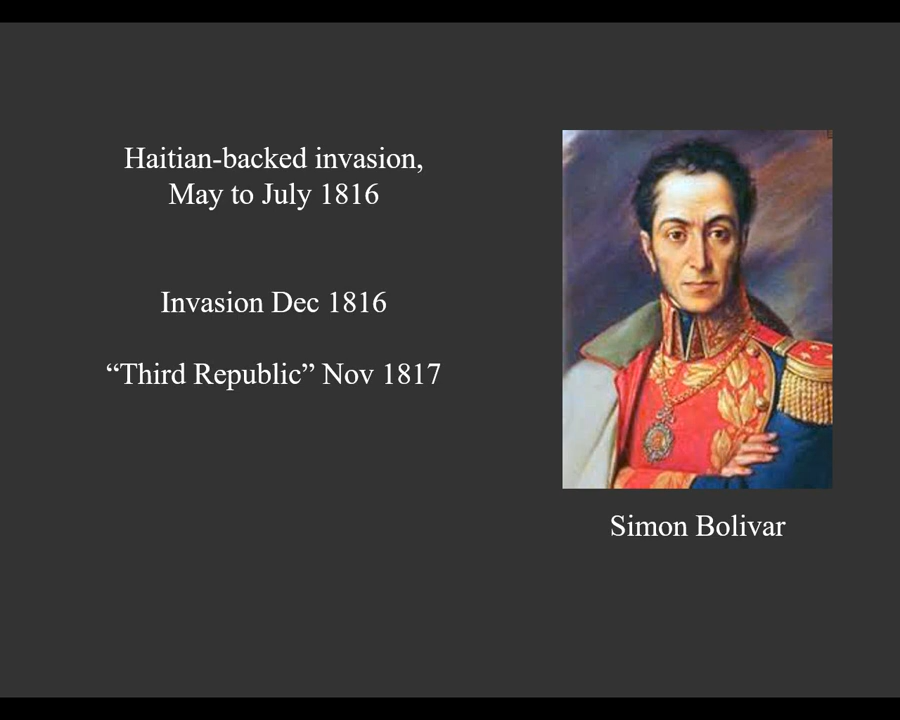 Haitian-backed invasion,
May to July 1816
Invasion Dec 1816
“Third Republic” Nov 1817
Simon Bolivar